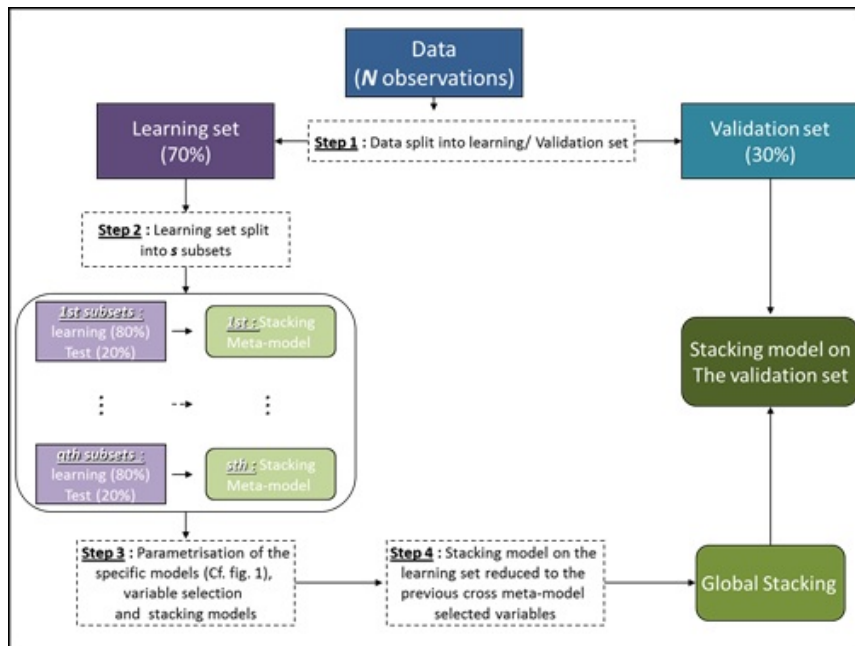 Data
(N observations)
Learning set
(70%)
Step 1 : Data split into learning/ Validation set
Validation set
(30%)
Step 2 : Learning set split
into s subsets
1st subsets :
learning (80%)
Test (20%)
1st : Stacking
Meta-model
qth subsets :
learning (80%)
Test (20%)
sth : Stacking
Meta-model
Stacking model on
The validation set
Step 3 : Parametrisation of the
specific models (Cf. fig. 1),
variable selection
and stacking models
Step 4 : Stacking model on the
learning set reduced to the
previous cross meta-model
selected variables
Global Stacking